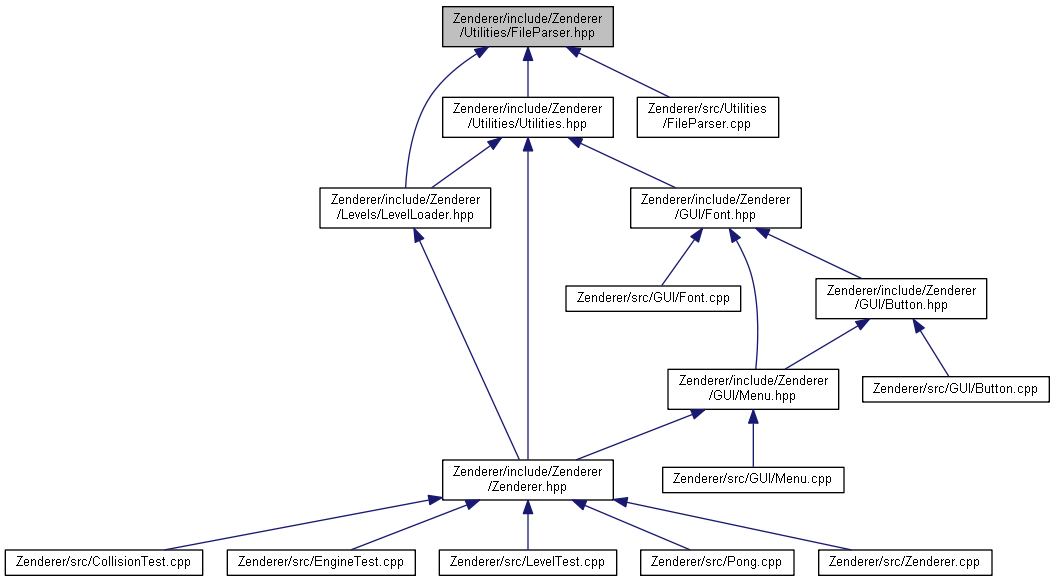 Zenderer/include/Zenderer
/Utilities/FileParser.hpp
Zenderer/include/Zenderer
/Utilities/Utilities.hpp
Zenderer/src/Utilities
/FileParser.cpp
Zenderer/include/Zenderer
/Levels/LevelLoader.hpp
Zenderer/include/Zenderer
/GUI/Font.hpp
Zenderer/src/GUI/Font.cpp
Zenderer/include/Zenderer
/GUI/Button.hpp
Zenderer/include/Zenderer
/GUI/Menu.hpp
Zenderer/src/GUI/Button.cpp
Zenderer/include/Zenderer
/Zenderer.hpp
Zenderer/src/GUI/Menu.cpp
Zenderer/src/CollisionTest.cpp
Zenderer/src/EngineTest.cpp
Zenderer/src/LevelTest.cpp
Zenderer/src/Pong.cpp
Zenderer/src/Zenderer.cpp